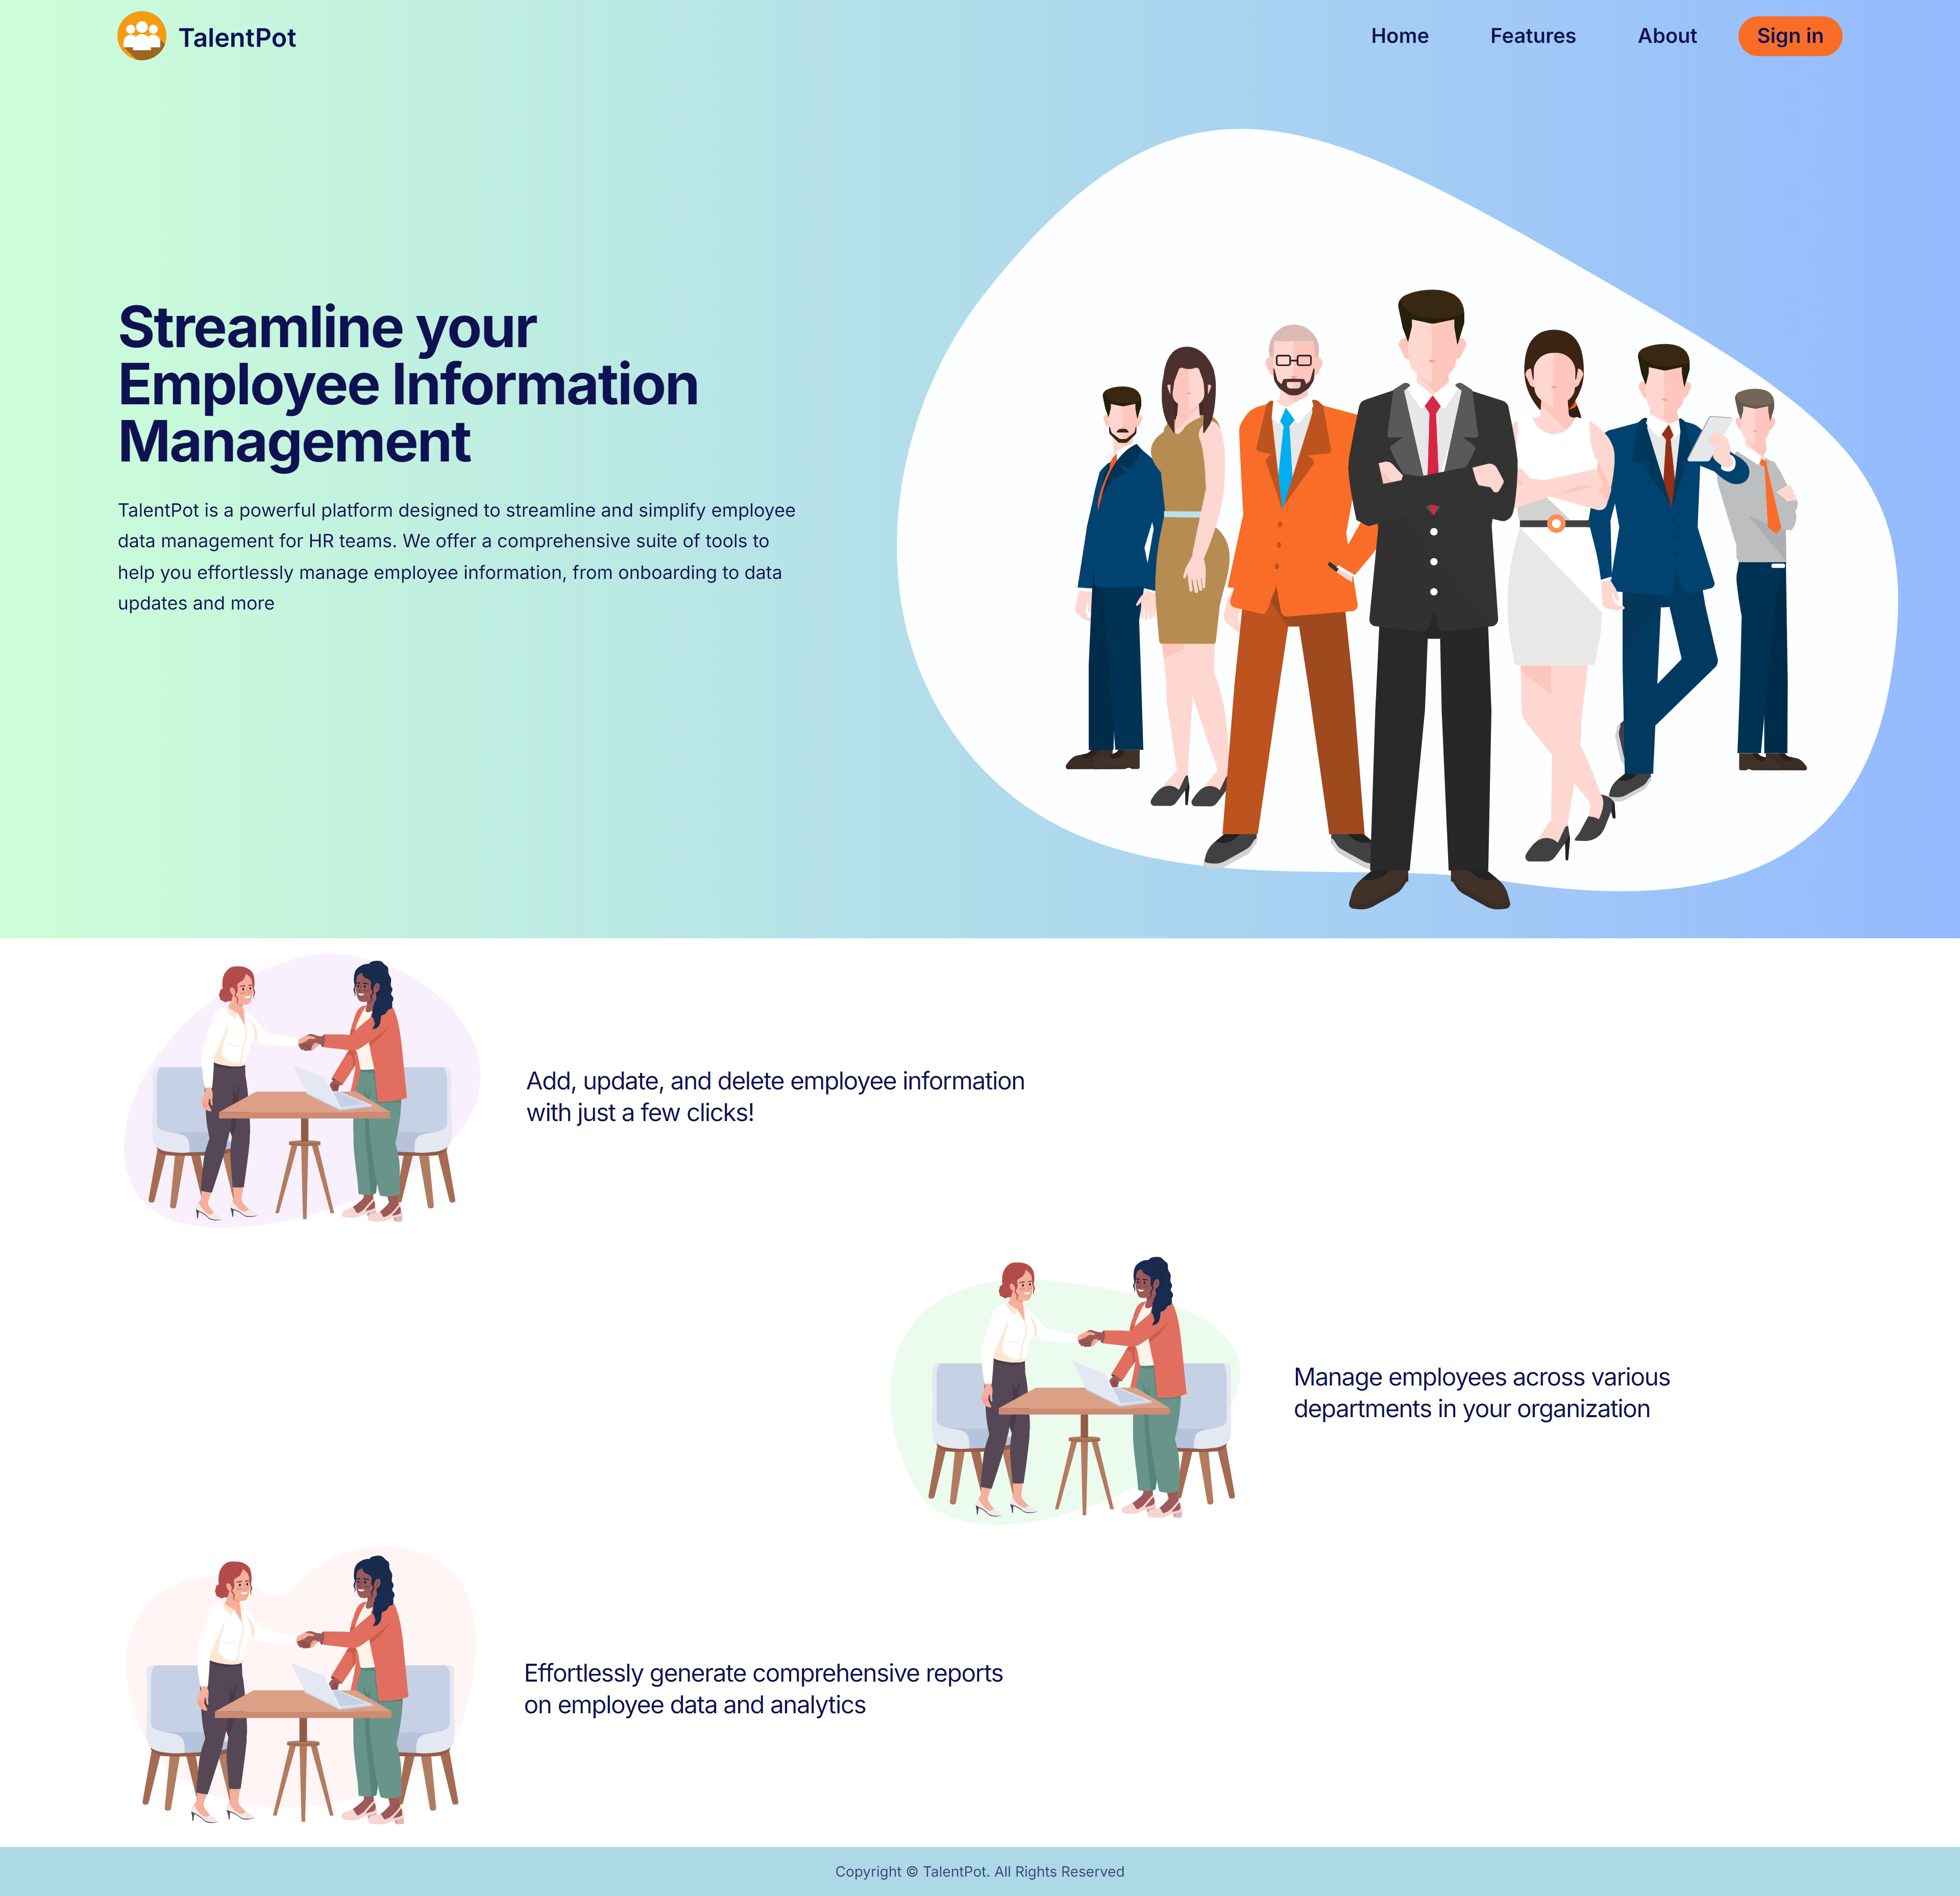 TalentPot
Home
Features
About
Sign in
Streamline your
Employee Information
Management
TalentPot is a powerful platform designed to streamline and simplify employee
data management for HR teams. We offer a comprehensive suite of tools to
help you effortlessly manage employee information, from onboarding to data
updates and more
Add, update, and delete employee information
with just a few clicks!
Manage employees across various
departments in your organization
Effortlessly generate comprehensive reports
on employee data and analytics
Copyright © TalentPot. All Rights Reserved